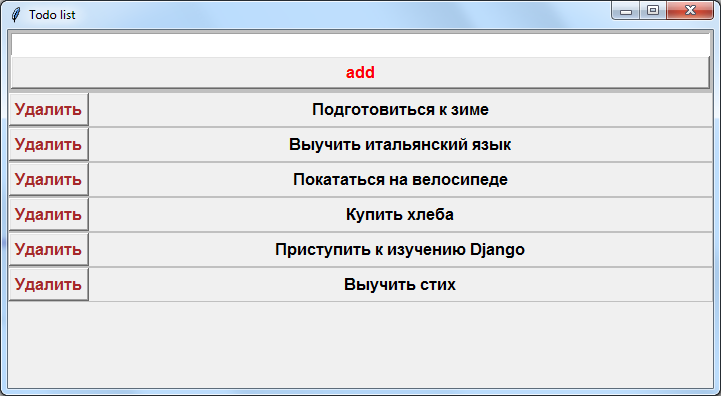 Todo list
add
Удалить Подготовиться к зиме
Удалить Выучить итальянский язык
Удалить Покататься на велосипеде
Удалить Купить хлеба
Удалить Приступить к изучению Django
Удалить Выучить стих